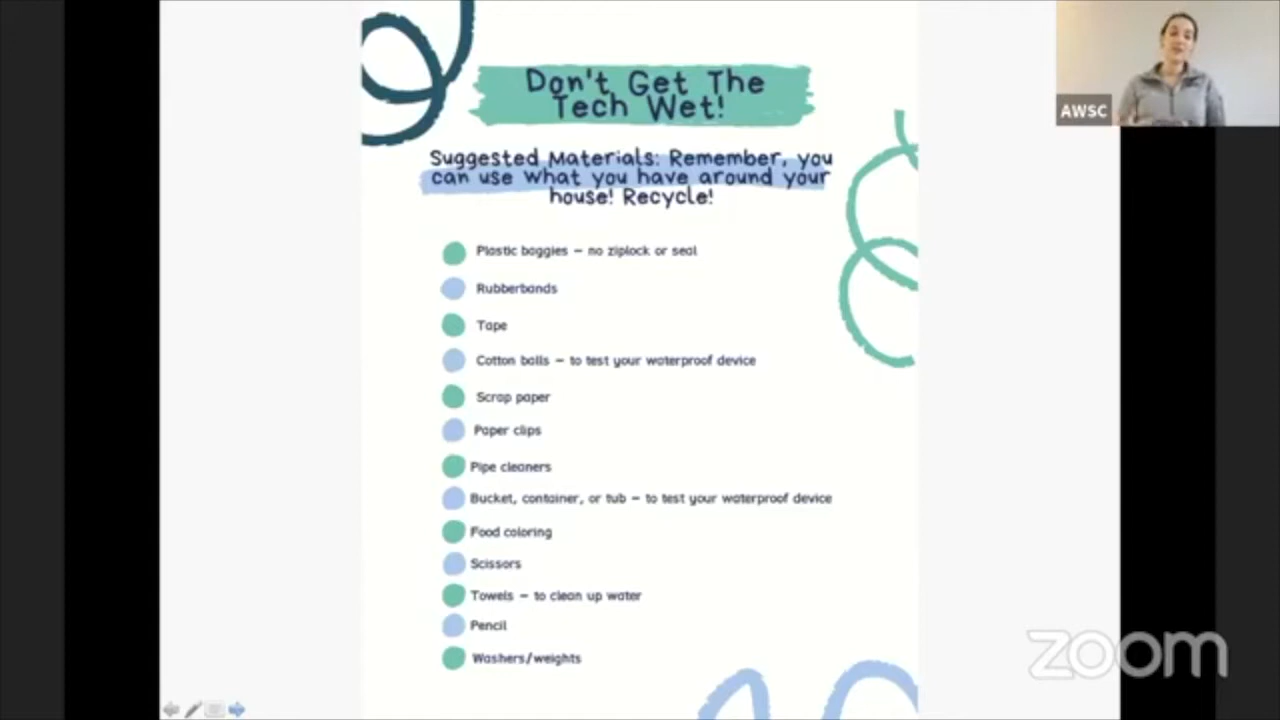 Don't Get The
Tech Wet!
AWSC
Suggested Materials: Remember, you
can use what you have around your
house! Recycle!
Plastic baggies – no ziplock or seal
Rubberbands
Tape
Cotton balls – to test your waterproof device
Scrap paper
Paper clips
Pipe cleaners
Bucket, container, or tub – to test your waterproof device
Food coloring
Scissors
Towels – to clean up water
Pencil
Washers/weights
zoom